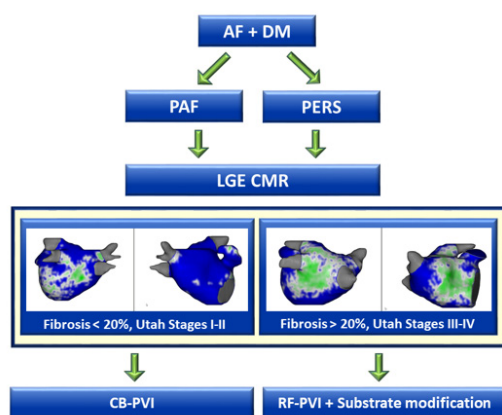 AF + DM
PAF
PERS
LGE CMR
Fibrosis < 20%, Utah Stages I-II
Fibrosis > 20%, Utah Stages III-IV
CB-PVI
RF-PVI + Substrate modification